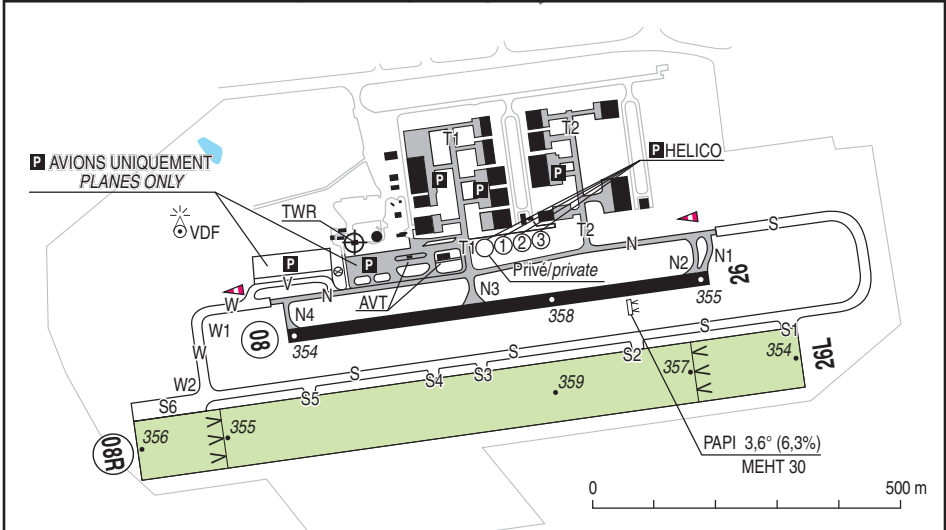 T1
T2
P AVIONS UNIQUEMENT
PLANES ONLY
P HELICO
P
P
P
TWR
VDF
S
T1
1
2
3
T2
N
N1
P
P
Privé/private
N2
26
V
N
AVT
N3
355
W
N4
358
W1
08
354
S
S1
W
S
S2
354
26L
W2
S
S4
S3
357
S6
S5
359
355
356
08R
PAPI 3,6° (6,3%)
MEHT 30
0
500 m